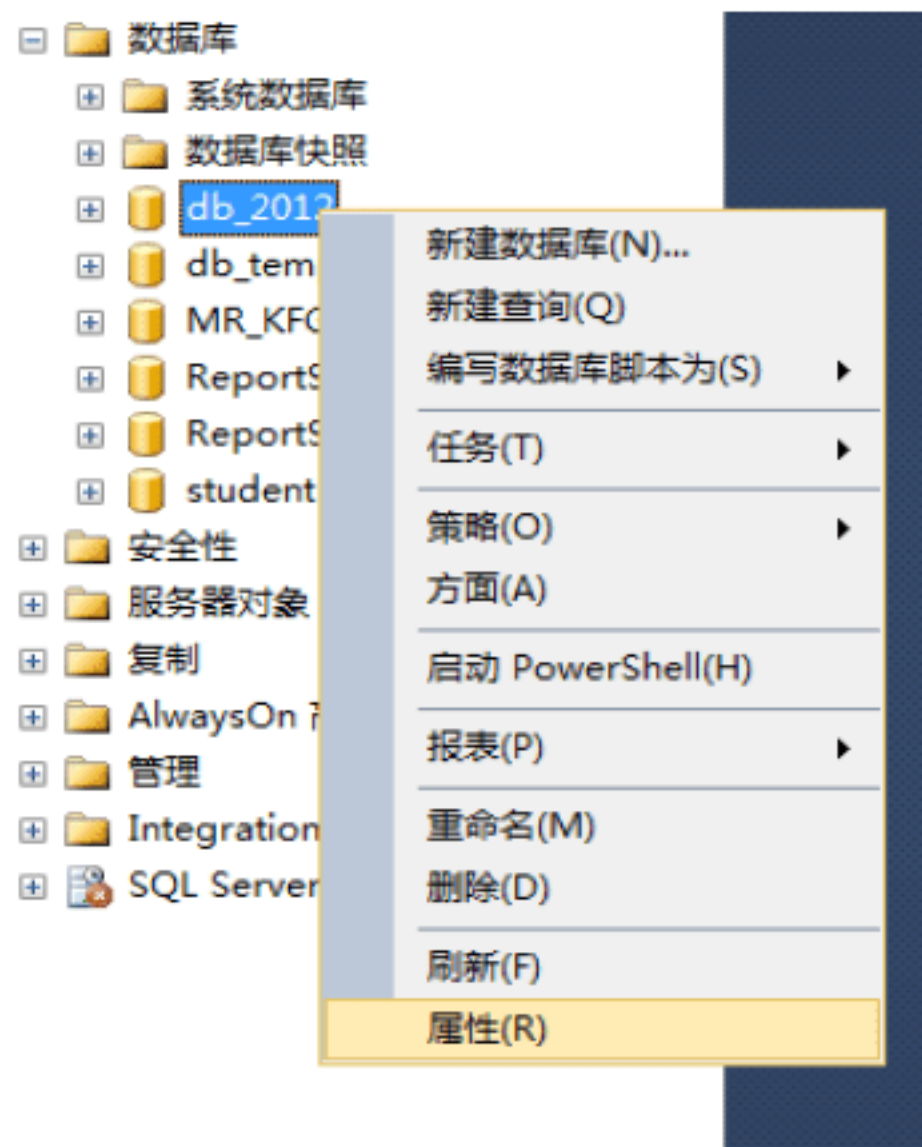 数据库
系统数据库
数据库快照
db_2012
db_tem
MR_KFC
ReportS
ReportS
student
安全性
服务器对象
复制
AlwaysOn
管理
Integration
SQL Server
新建数据库(N)...
新建查询(Q)
编写数据库脚本为(S)
任务(T)
策略(O)
方面(A)
启动 PowerShell(H)
报表(P)
重命名(M)
删除(D)
刷新(F)
属性(R)